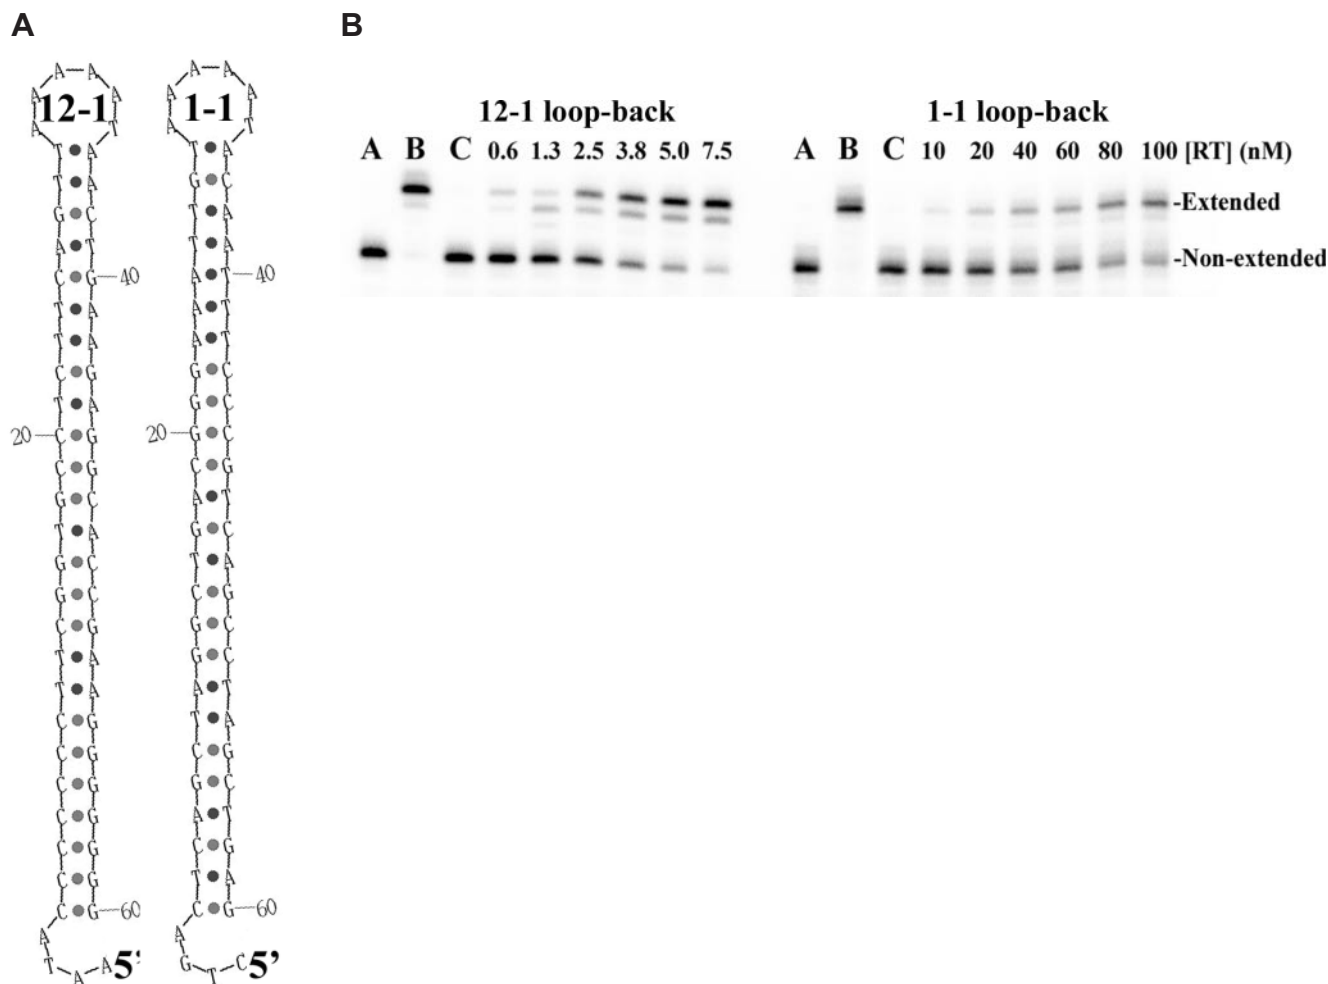 A
B
A A
A A
A T
12-1
T A
T A
G C
A T
C G 40
T A
T A
C G
T A
20 C G
C G
G C
T A
G C
G C
C G
T A
T A
C G
C G
C G
C G
C G
C G
C G 60
A
T A A 5'
A A
A A
A T
1-1
T A
G C
T A
T A
A T 40
A T
A T
G C
G C
20 G C
C G
A T
G C
T A
C G
G C
G C
A T
T A
C G
G C
A T
C G
T A
C G 60
A
G T C 5'
12-1 loop-back
A B C 0.6 1.3 2.5 3.8 5.0 7.5
1-1 loop-back
A B C 10 20 40 60 80 100 [RT] (nM)
-Extended
-Non-extended